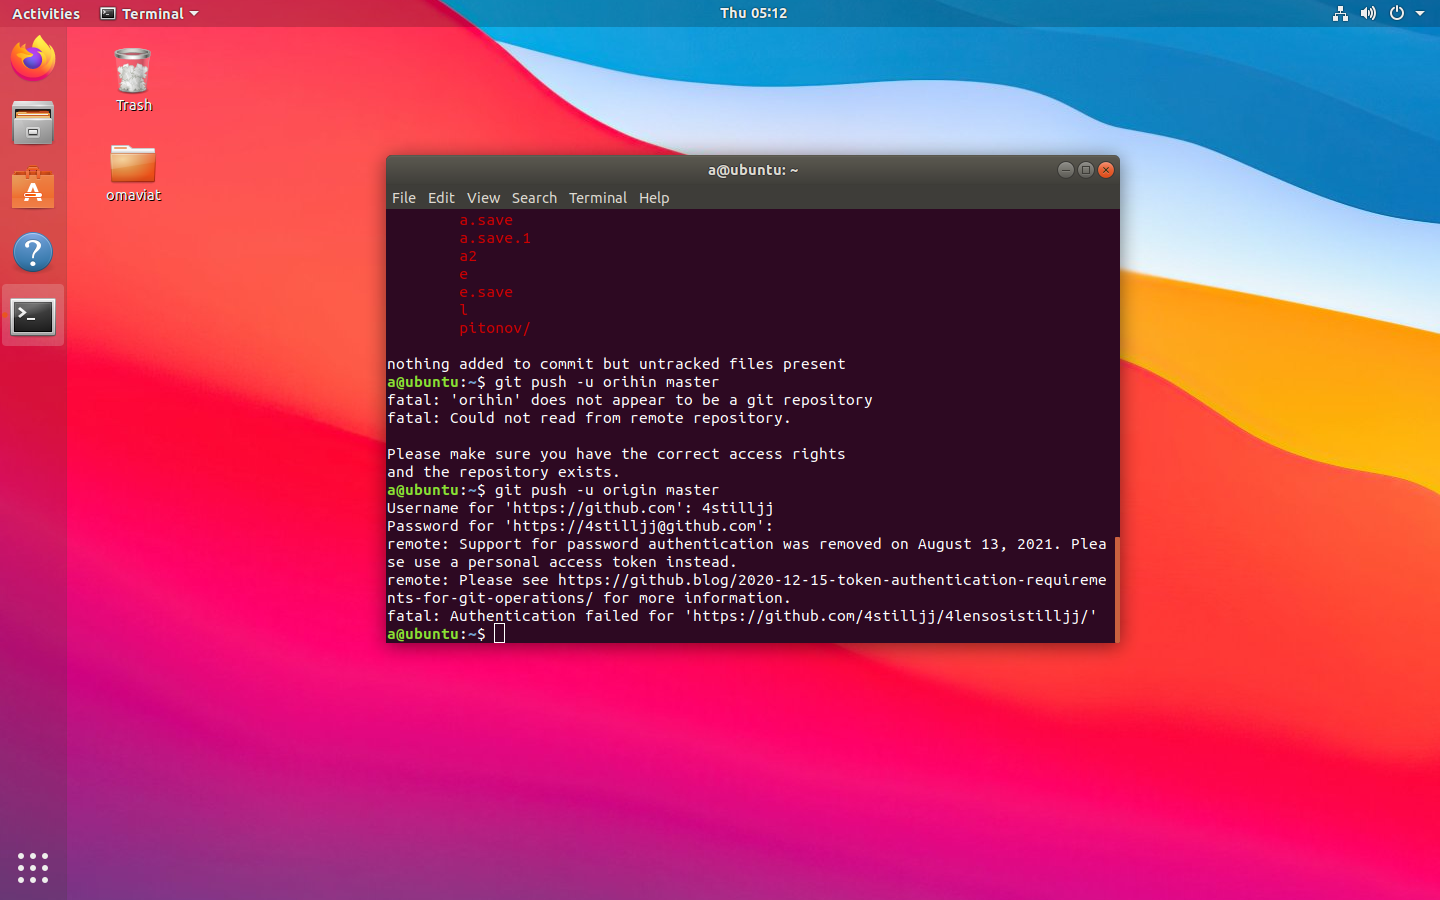 Activities
Terminal
Thu 05:12
Trash
omaviat
a@ubuntu: ~
File Edit View Search Terminal Help
a.save
a.save.1
a2
e
e.save
l
pitonov/
nothing added to commit but untracked files present
a@ubuntu:~$ git push -u orihin master
fatal: 'orihin' does not appear to be a git repository
fatal: Could not read from remote repository.
Please make sure you have the correct access rights
and the repository exists.
a@ubuntu:~$ git push -u origin master
Username for 'https://github.com': 4stilljj
Password for 'https://4stilljj@github.com':
remote: Support for password authentication was removed on August 13, 2021. Plea
se use a personal access token instead.
remote: Please see https://github.blog/2020-12-15-token-authentication-requireme
nts-for-git-operations/ for more information.
fatal: Authentication failed for 'https://github.com/4stilljj/4lensosistilljj/'
a@ubuntu:~$